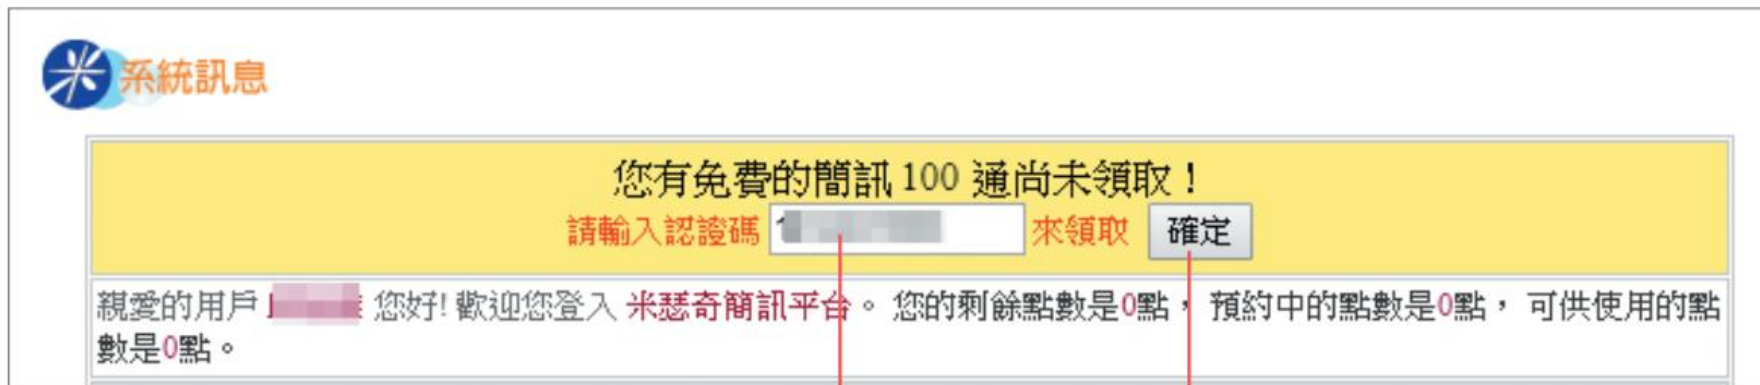 米 系統訊息
您有免費的簡訊 100 通尚未領取！
請輸入認證碼 來領取 確定
親愛的用戶 您好! 歡迎您登入 米瑟奇簡訊平台。 您的剩餘點數是0點， 預約中的點數是0點， 可供使用的點
數是0點。